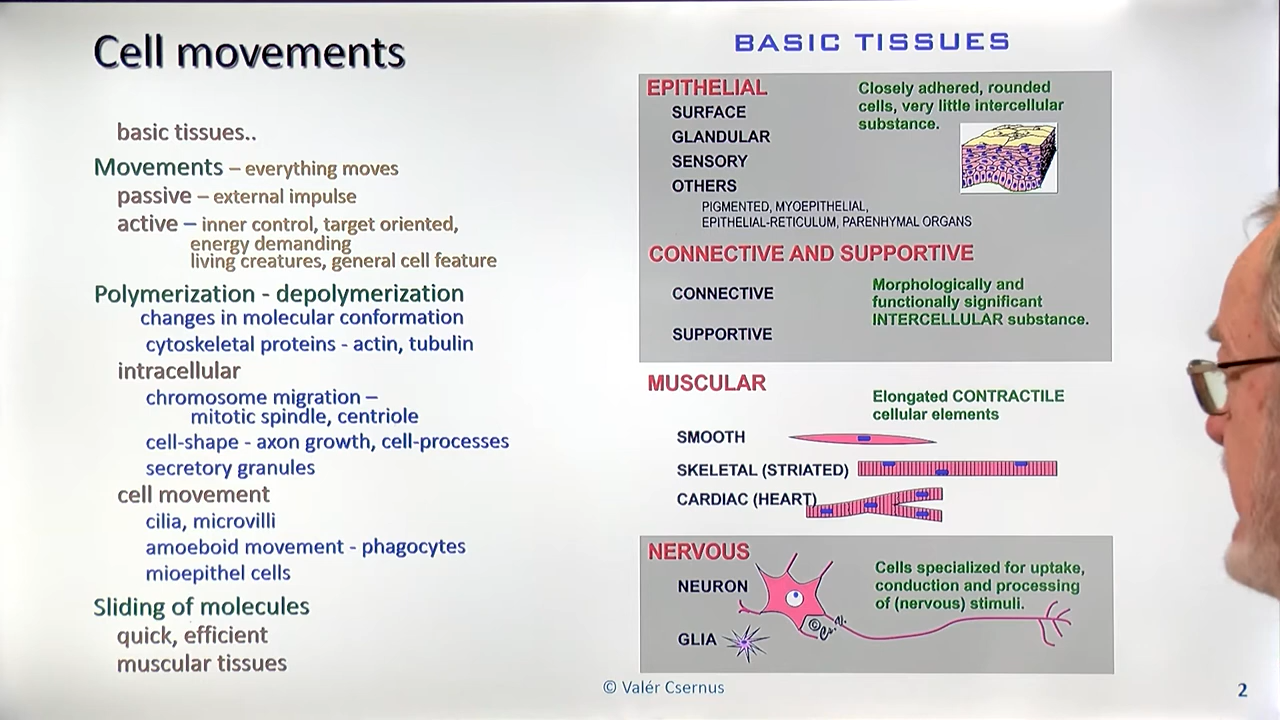 Cell movements
basic tissues..
Movements – everything moves
passive – external impulse
active – inner control, target oriented,
energy demanding
living creatures, general cell feature
Polymerization - depolymerization
changes in molecular conformation
cytoskeletal proteins - actin, tubulin
intracellular
chromosome migration –
mitotic spindle, centriole
cell-shape - axon growth, cell-processes
secretory granules
cell movement
cilia, microvilli
amoeboid movement - phagocytes
mioepithel cells
Sliding of molecules
quick, efficient
muscular tissues
BASIC TISSUES
EPITHELIAL
SURFACE
GLANDULAR
SENSORY
OTHERS
PIGMENTED, MYOEPITHELIAL,
EPITHELIAL-RETICULUM, PARENHYMAL ORGANS
Closely adhered, rounded
cells, very little intercellular
substance.
CONNECTIVE AND SUPPORTIVE
CONNECTIVE
SUPPORTIVE
Morphologically and
functionally significant
INTERCELLULAR substance.
MUSCULAR
Elongated CONTRACTILE
cellular elements
SMOOTH
SKELETAL (STRIATED)
CARDIAC (HEART)
NERVOUS
NEURON
GLIA
Cells specialized for uptake,
conduction and processing
of (nervous) stimuli.
© Valér Csernus
2